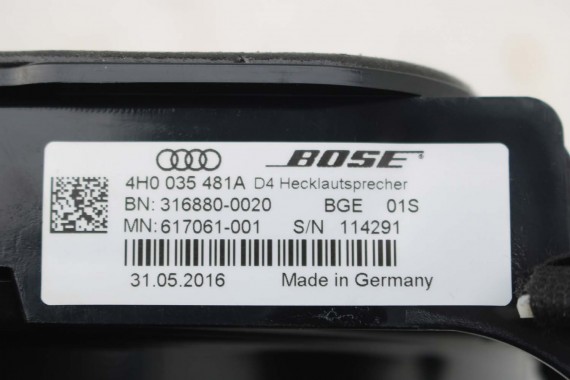 BOSE®
4H0 035 481A D4 Hecklautsprecher
BN: 316880-0020 BGE 01S
MN: 617061-001 S/N 114291
31.05.2016 Made in Germany